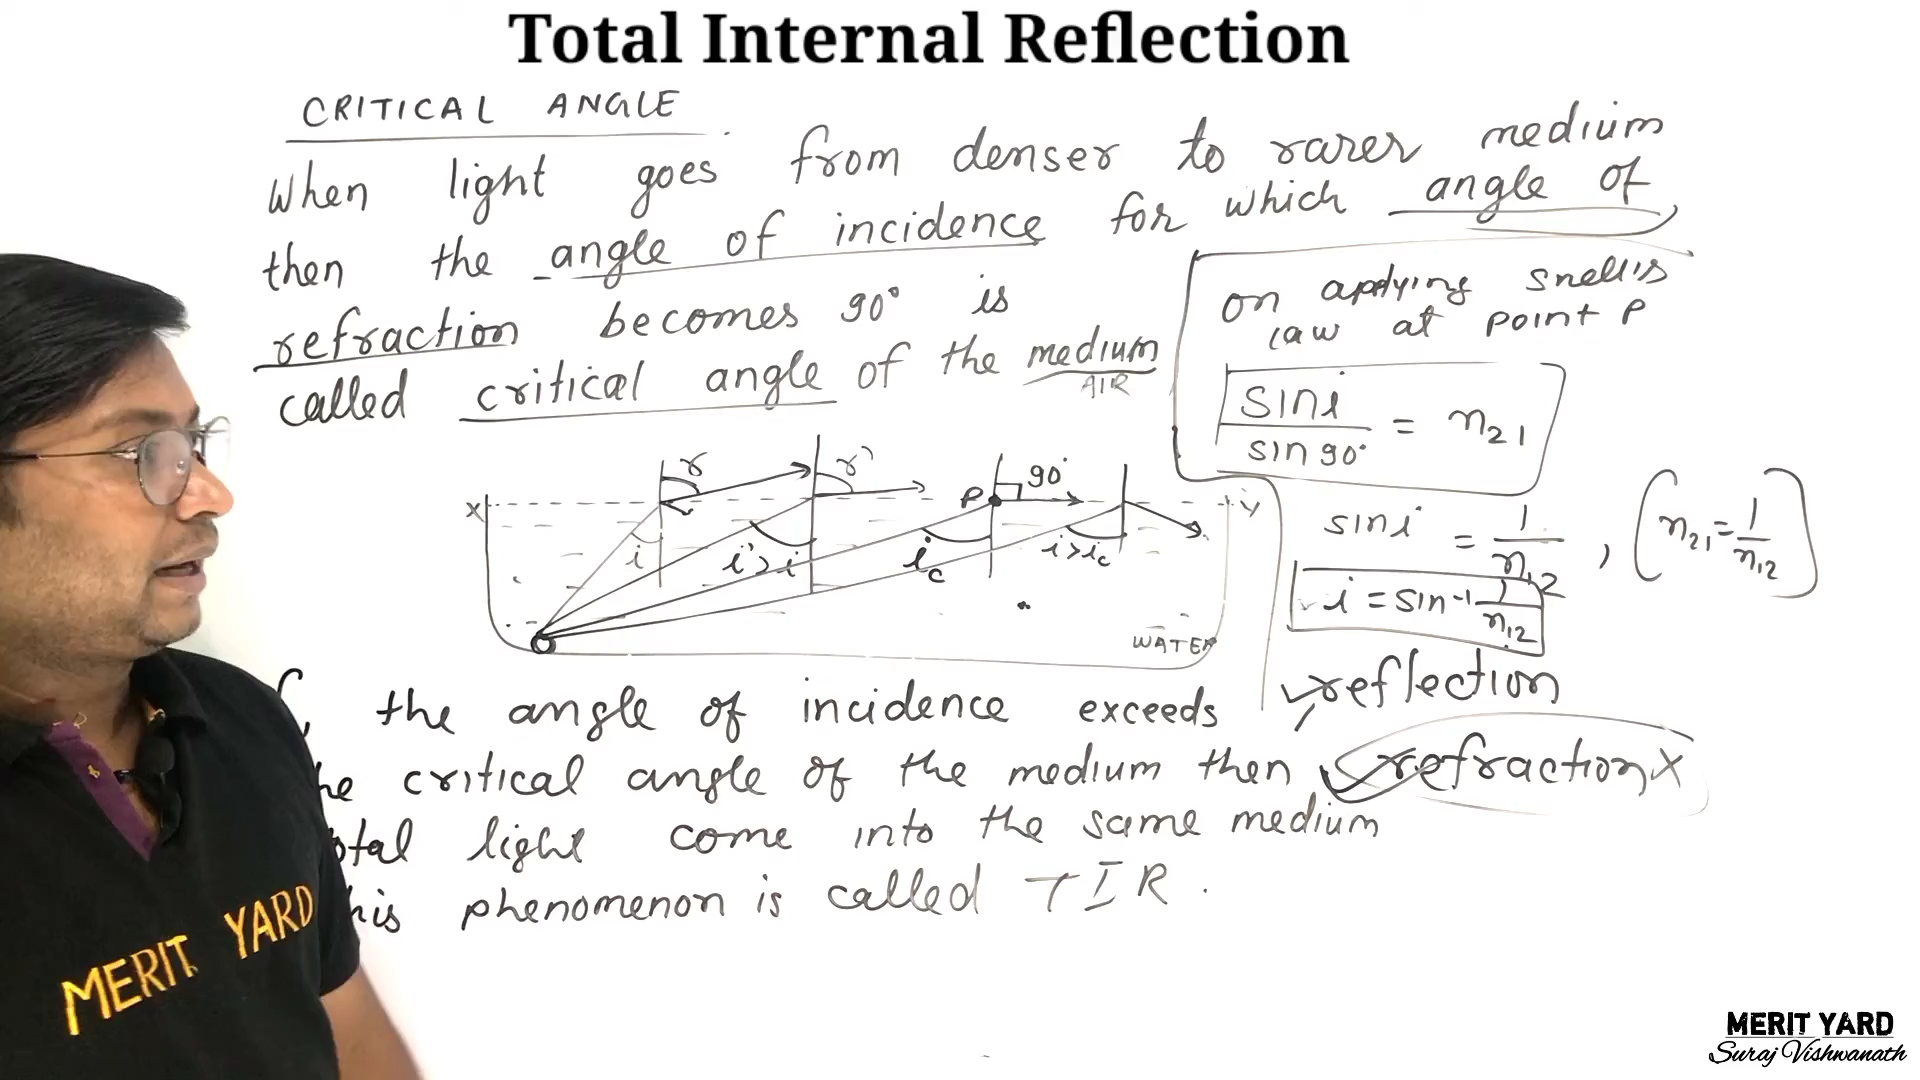 Total Internal Reflection
CRITICAL ANGLE
When light goes from denser to rarer medium
then the angle of incidence for which angle of
refraction becomes 90° is
called critical angle of the medium
AIR
on applying snell's
law at point P
sin i / sin 90° = n21
sin i = 1/n12 , (n21 = 1/n12)
i = sin-1 1/n12
r r' P 90°
X Y
i i'>i ic i>ic
WATER
reflection
refraction X
the angle of incidence exceeds
he critical angle of the medium then
otal light come into the same medium
his phenomenon is called TIR.
MERIT YARD
MERIT YARD
Suraj Vishwanath